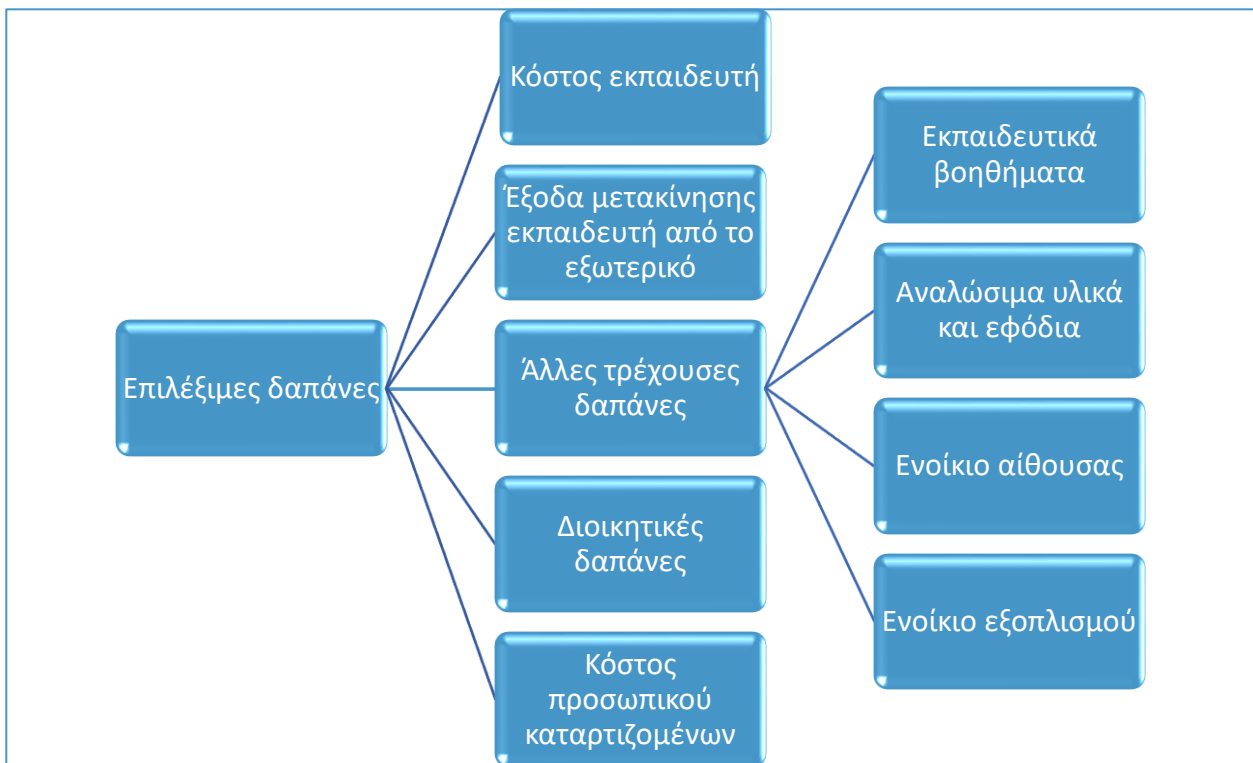 Επιλέξιμες δαπάνες
Κόστος εκπαιδευτή
Έξοδα μετακίνησης
εκπαιδευτή από το
εξωτερικό
Άλλες τρέχουσες
δαπάνες
Διοικητικές
δαπάνες
Κόστος
προσωπικού
καταρτιζομένων
Εκπαιδευτικά
βοηθήματα
Αναλώσιμα υλικά
και εφόδια
Ενοίκιο αίθουσας
Ενοίκιο εξοπλισμού